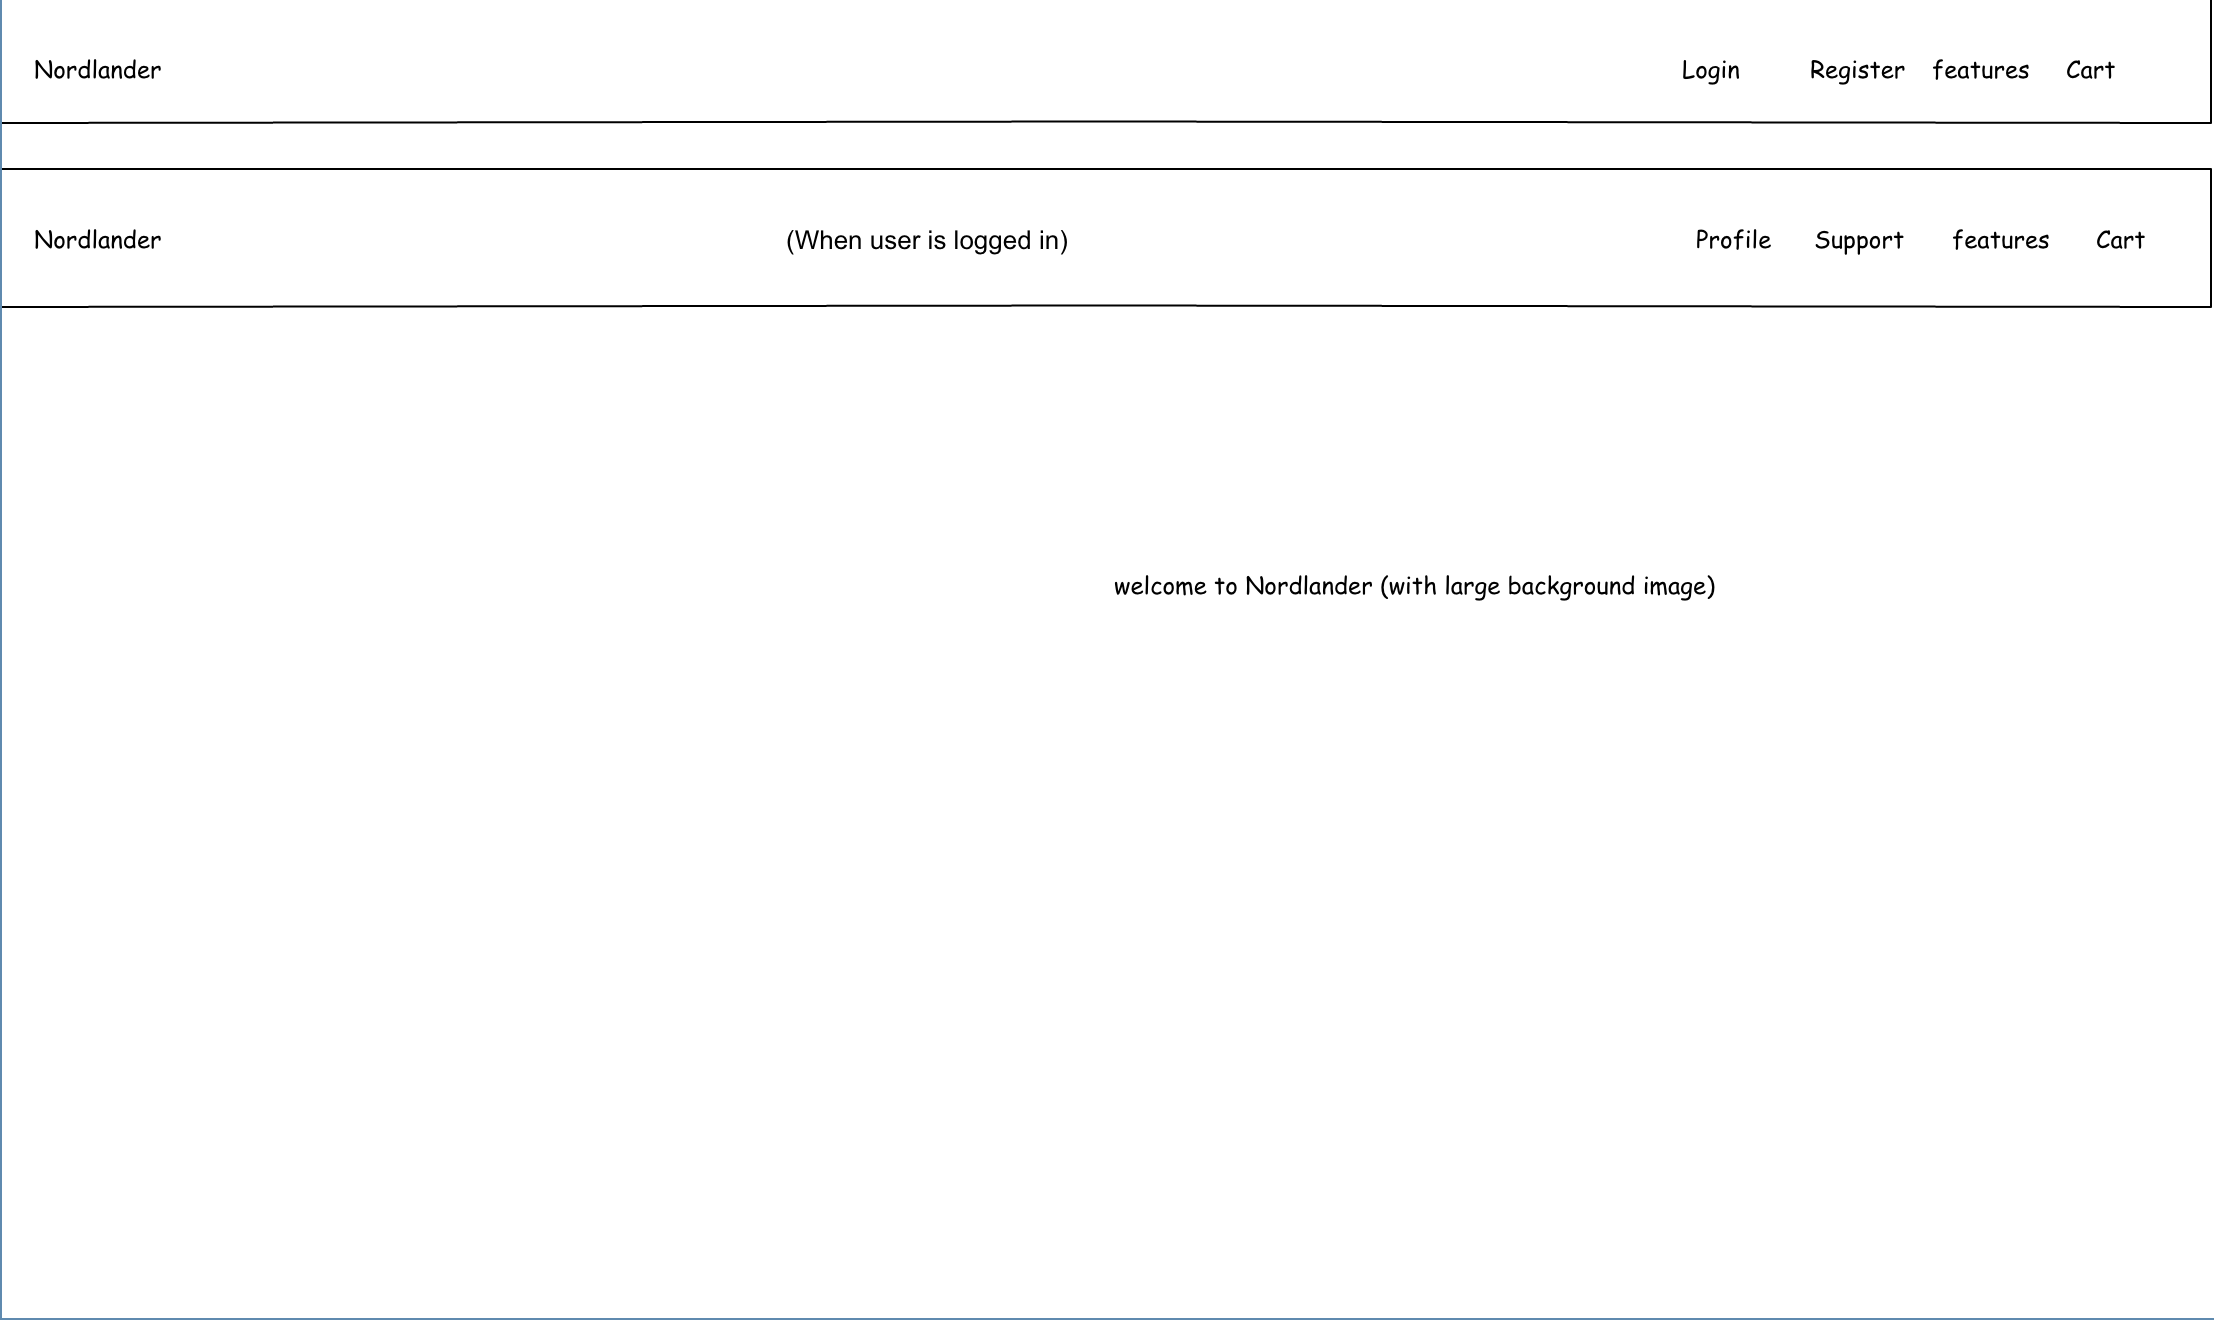 Nordlander Login Register features Cart
Nordlander (When user is logged in) Profile Support features Cart
welcome to Nordlander (with large background image)